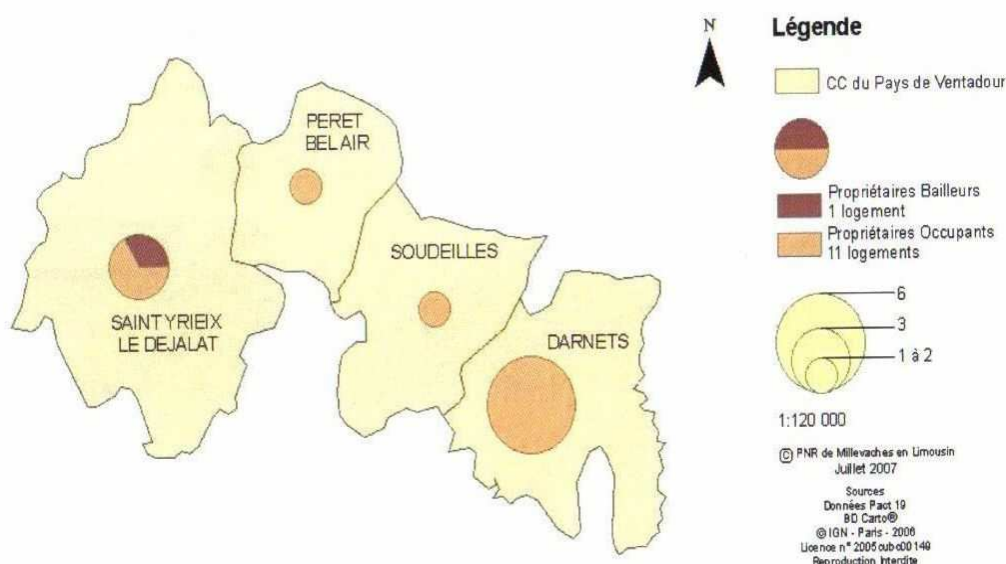 PERET
BELAIR
SOUDEILLES
SAINT YRIEIX
LE DEJALAT
DARNETS
N
Légende
CC du Pays de Ventadour
Propriétaires Bailleurs
1 logement
Propriétaires Occupants
11 logements
6
3
1 à 2
1:120 000
© PNR de Millevaches en Limousin
Juillet 2007
Sources
Données Pact 19
BD Carto®
© IGN - Paris - 2006
Licence n°
Reproduction Interdite